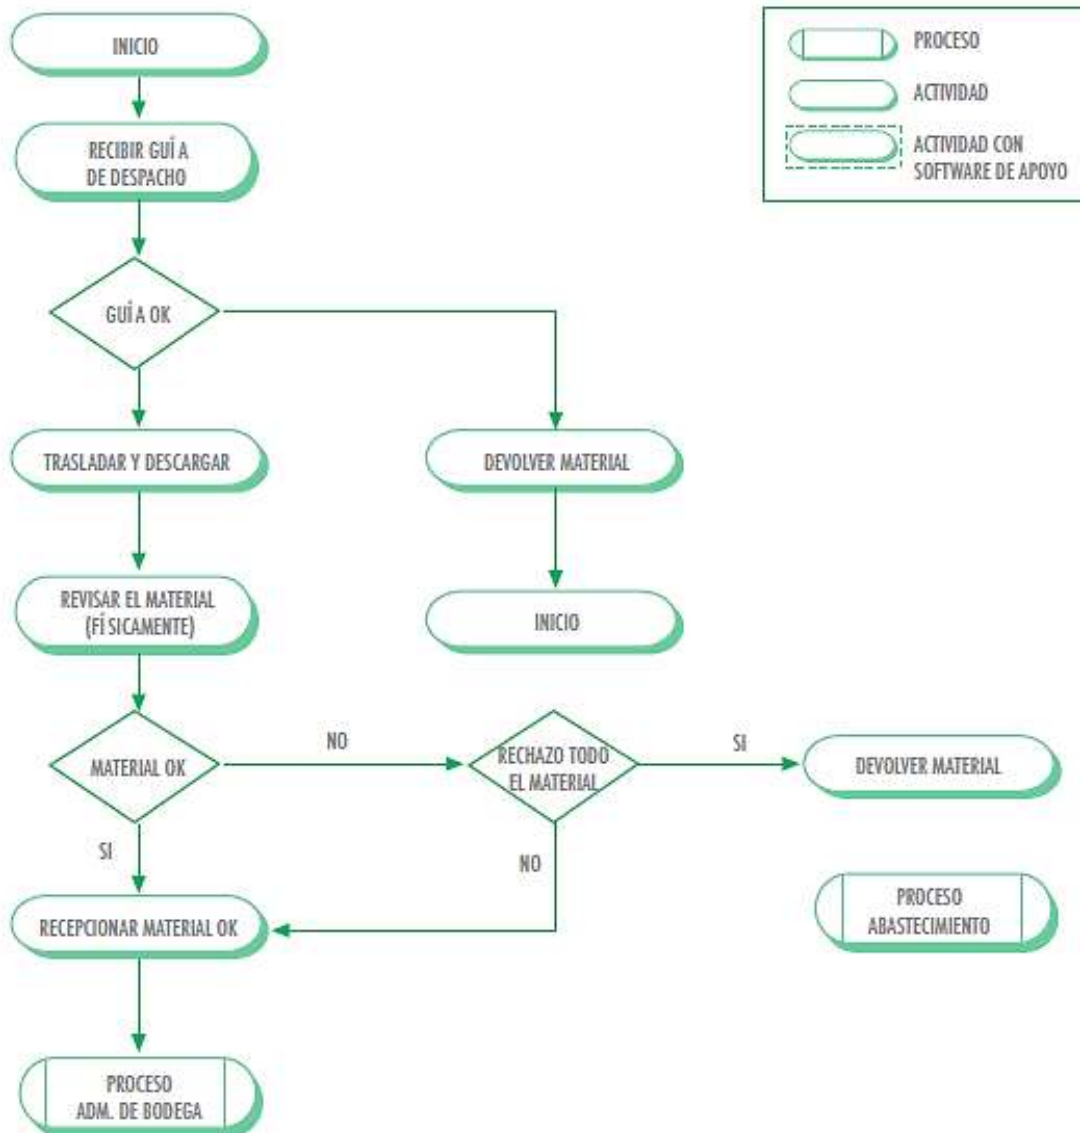 INICIO
PROCESO
ACTIVIDAD
ACTIVIDAD CON
SOFTWARE DE APOYO
RECIBIR GUÍ A
DE DESPACHO
GUÍ A OK
TRASLADAR Y DESCARGAR
DEVOLVER MATERIAL
REVISAR EL MATERIAL
(FÍ SICAMENTE)
INICIO
MATERIAL OK
NO
RECHAZO TODO
EL MATERIAL
SI
DEVOLVER MATERIAL
SI
NO
RECEPCIONAR MATERIAL OK
PROCESO
ABASTECIMIENTO
PROCESO
ADM. DE BODEGA